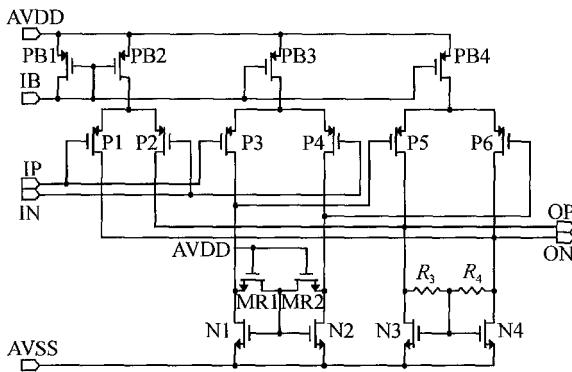 AVDD
PB1 PB2 PB3 PB4
IB
P1 P2 P3 P4 P5 P6
IP
IN
OP
ON
AVDD
R3 R4
MR1 MR2
N1 N2 N3 N4
AVSS